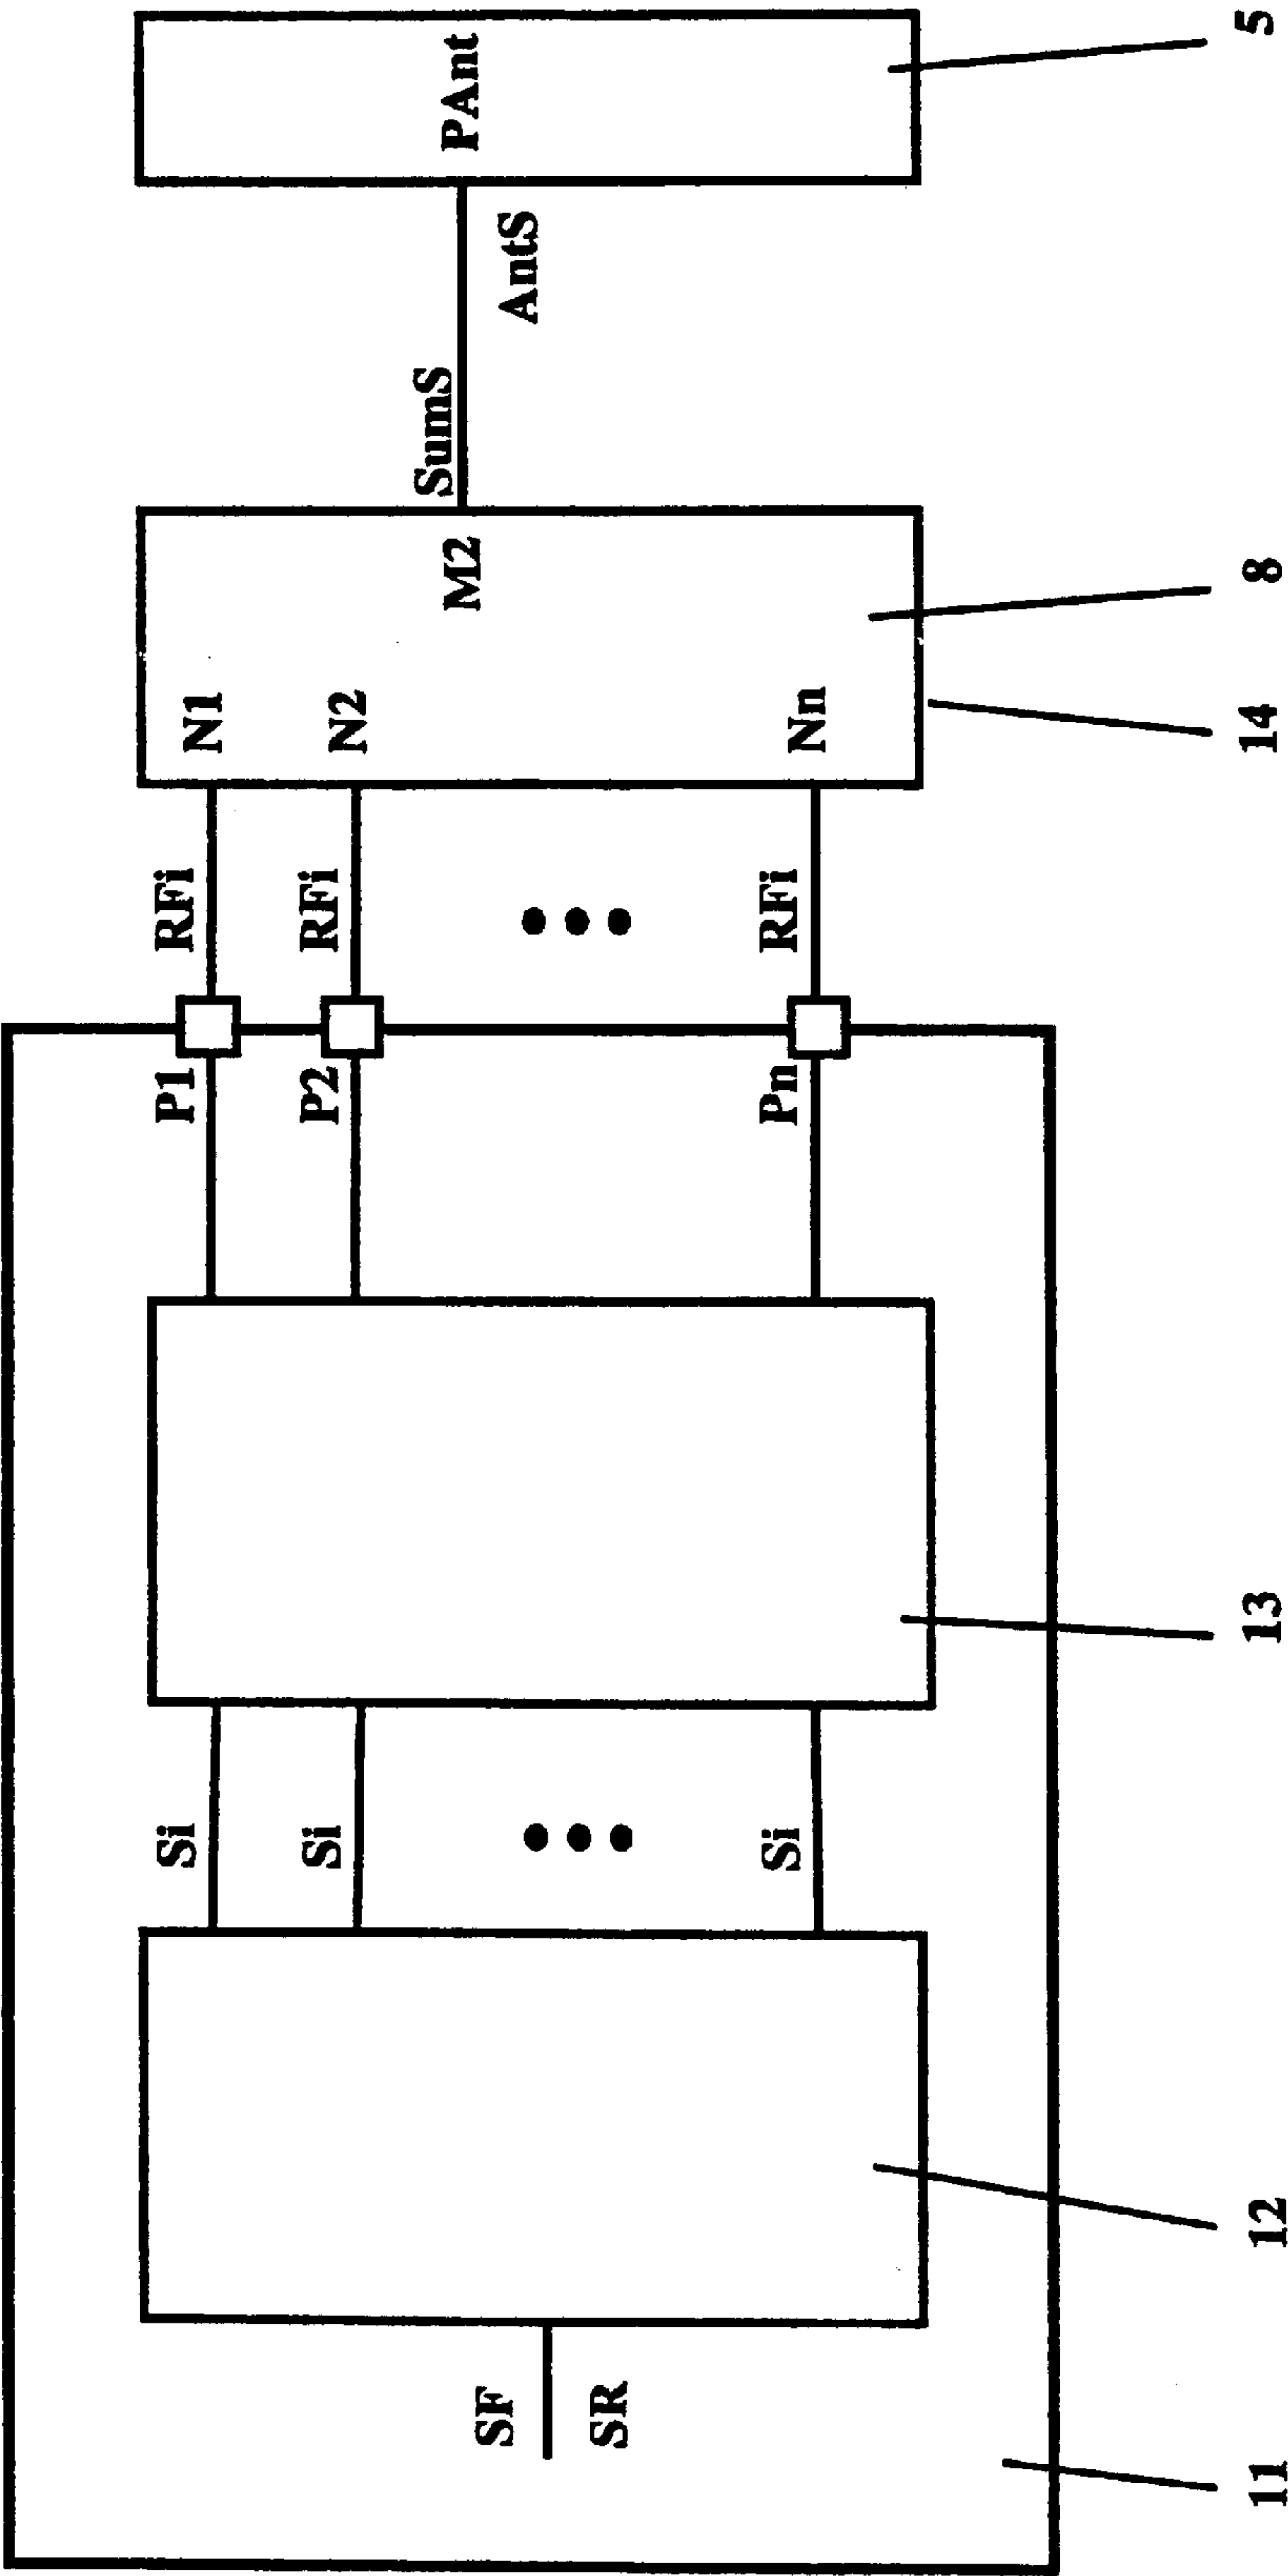 SF
SR
Si
Si
Si
P1
P2
Pn
RFi
RFi
RFi
N1
N2
Nn
M2
SumS
AntS
PAnt
11
12
13
14
8
5